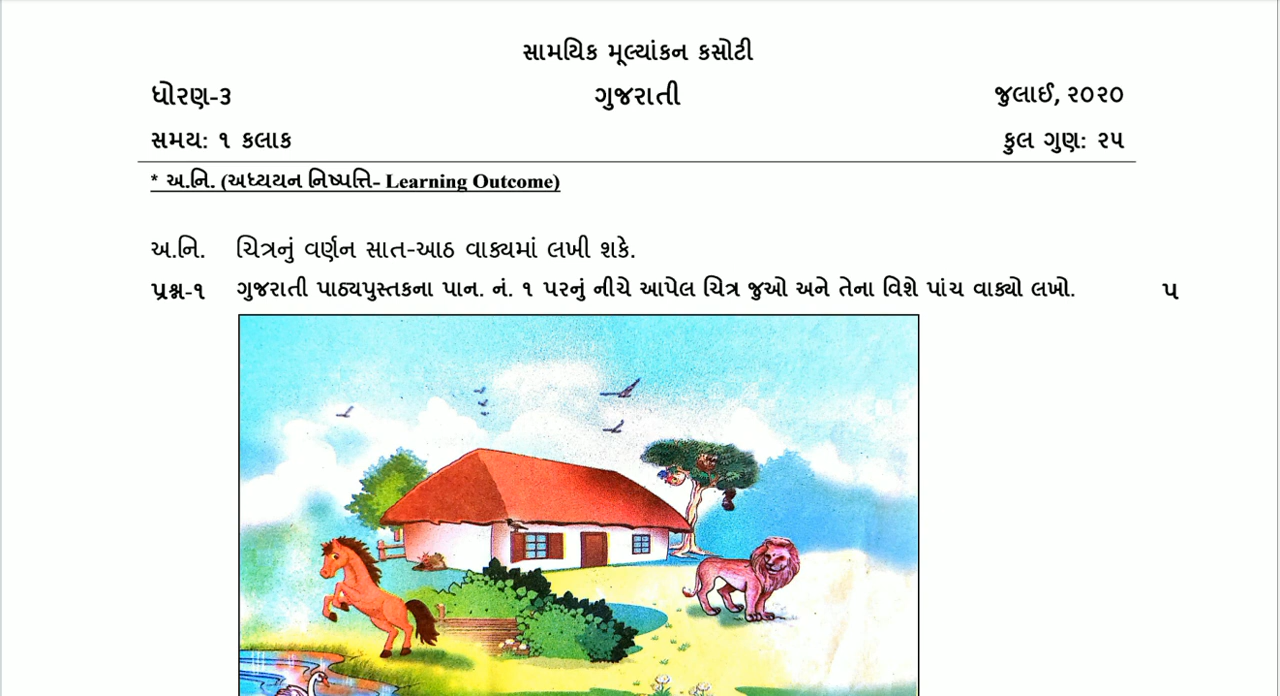 સામયિક મૂલ્યાંકન કસોટી
ધોરણ-૩ ગુજરાતી જુલાઈ, ૨૦૨૦
સમય: ૧ કલાક કુલ ગુણ: ૨૫
* અ.નિ. (અધ્યયન નિષ્પત્તિ- Learning Outcome)
અ.નિ. ચિત્રનું વર્ણન સાત-આઠ વાક્યમાં લખી શકે.
પ્રશ્ન-૧ ગુજરાતી પાઠ્યપુસ્તકના પાન. નં. ૧ પરનું નીચે આપેલ ચિત્ર જુઓ અને તેના વિશે પાંચ વાક્યો લખો. ૫